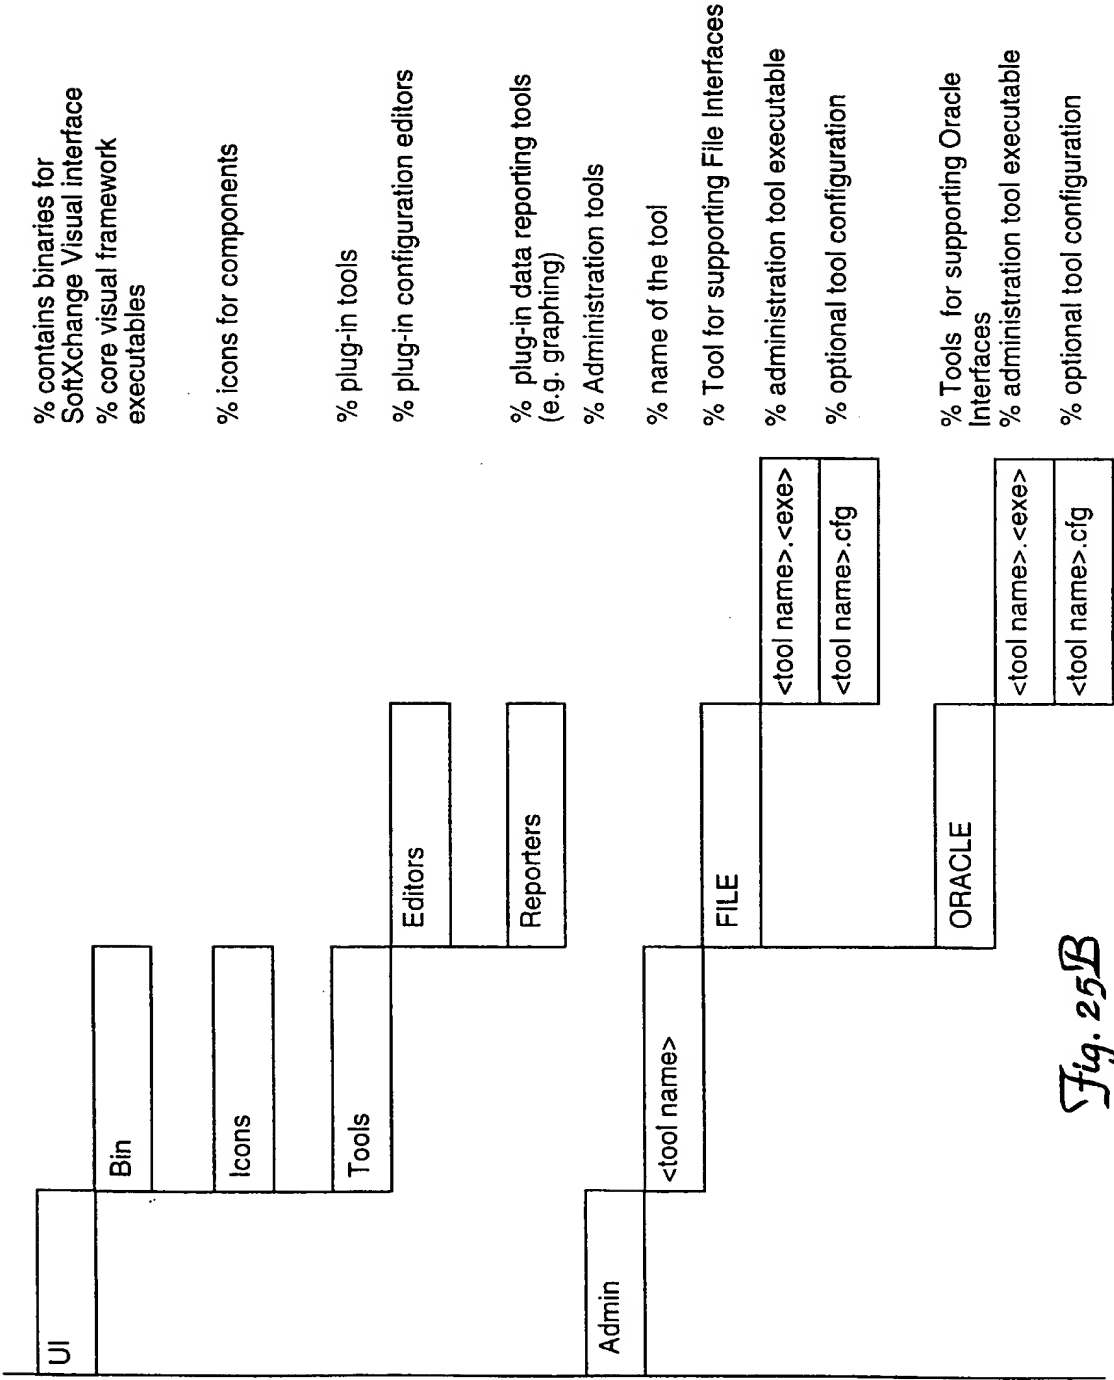 UI
% contains binaries for
SoftXchange Visual interface
Bin
% core visual framework
executables
Icons
% icons for components
Tools
% plug-in tools
Editors
% plug-in configuration editors
Reporters
% plug-in data reporting tools
(e.g. graphing)
Admin
% Administration tools
<tool name>
% name of the tool
FILE
% Tool for supporting File Interfaces
<tool name>.<exe>
% administration tool executable
<tool name>.cfg
% optional tool configuration
ORACLE
% Tools for supporting Oracle
Interfaces
<tool name>.<exe>
% administration tool executable
<tool name>.cfg
% optional tool configuration
Fig. 25B